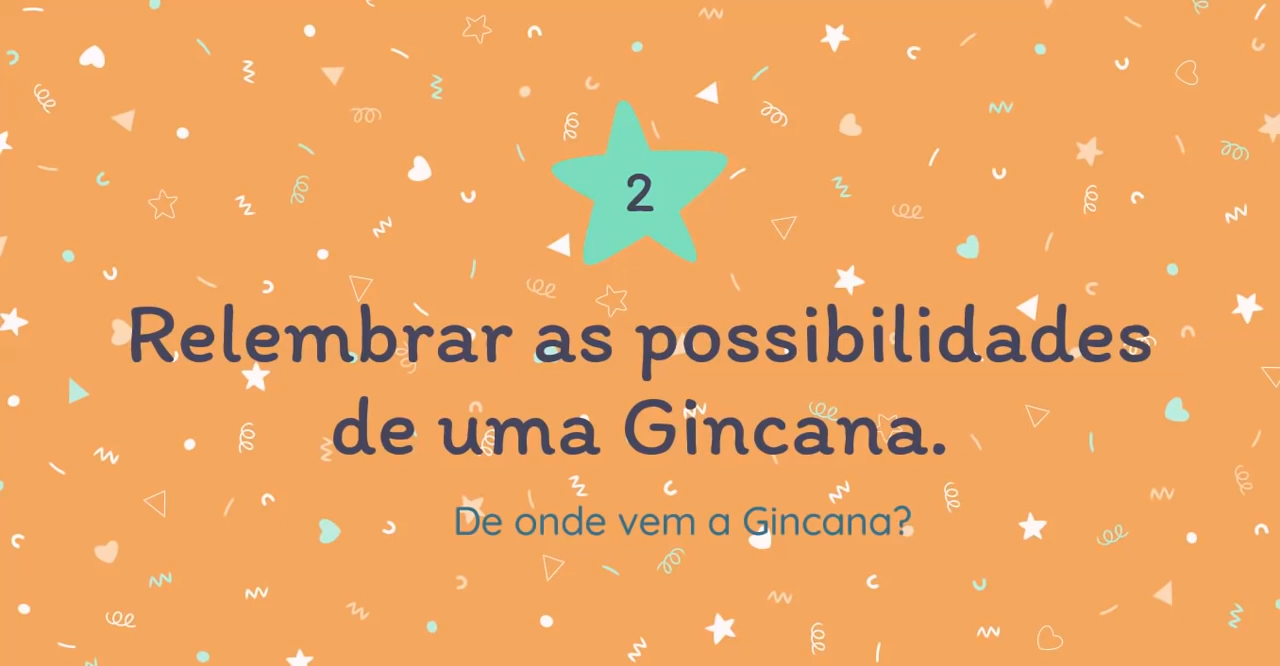 2
Relembrar as possibilidades
de uma Gincana.
De onde vem a Gincana?